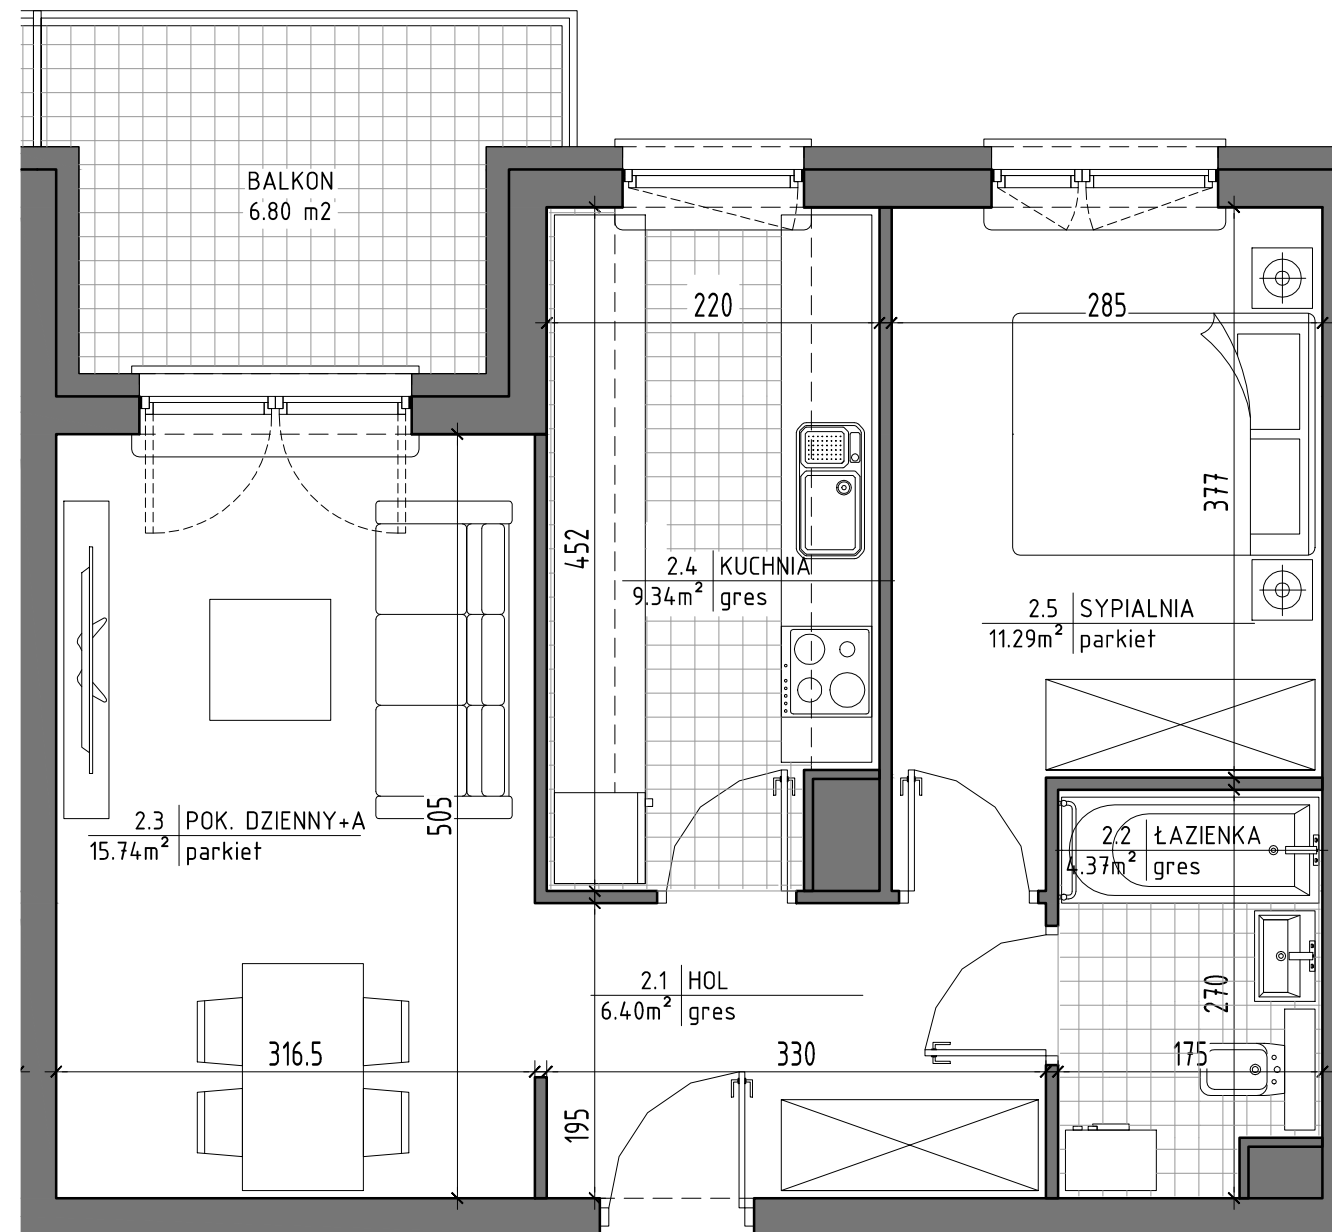 BALKON
6.80 m2
220
285
452
377
2.4 KUCHNIA
9.34m² gres
2.5 SYPIALNIA
11.29m² parkiet
505
2.3 POK. DZIENNY+A
15.74m² parkiet
2.2 ŁAZIENKA
4.37m² gres
2.1 HOL
6.40m² gres
270
316.5
330
175
195